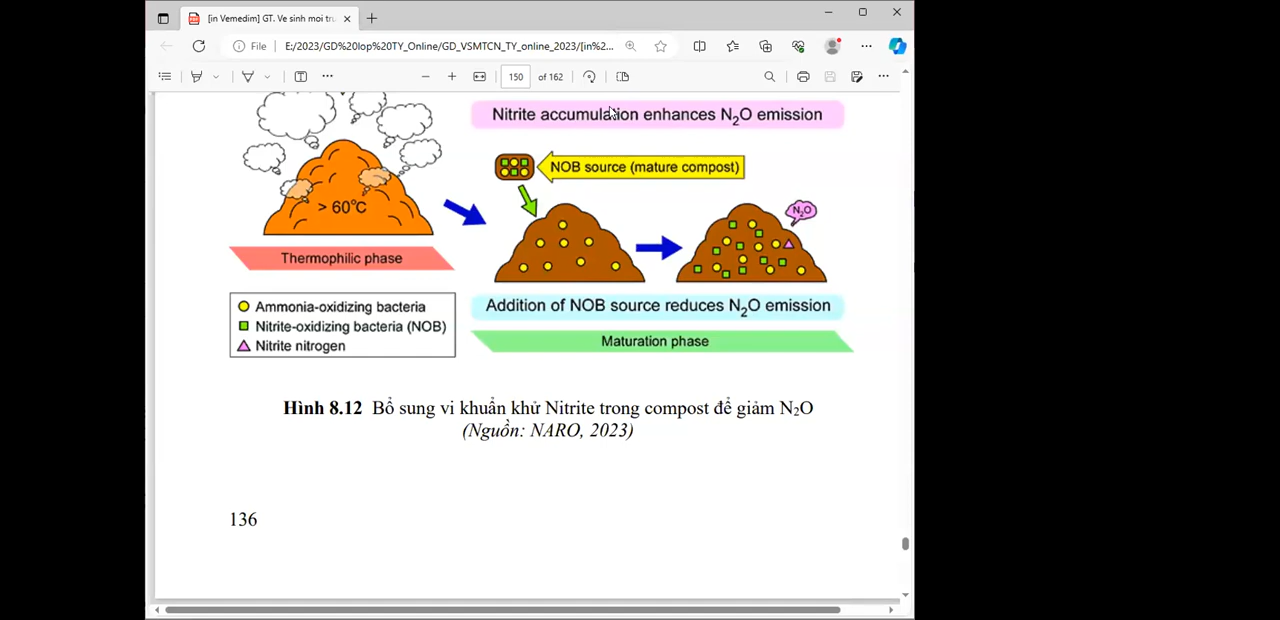 [in Vemedim] GT. Ve sinh moi tru
File
E:/2023/GD%20lop%20TY_Online/GD_VSMTCN_TY_online_2023/[in%2...
150 of 162
Nitrite accumulation enhances N₂O emission
NOB source (mature compost)
> 60℃
N₂O
Thermophilic phase
Ammonia-oxidizing bacteria
Nitrite-oxidizing bacteria (NOB)
Nitrite nitrogen
Addition of NOB source reduces N₂O emission
Maturation phase
Hình 8.12 Bổ sung vi khuẩn khử Nitrite trong compost để giảm N₂O
(Nguồn: NARO, 2023)
136